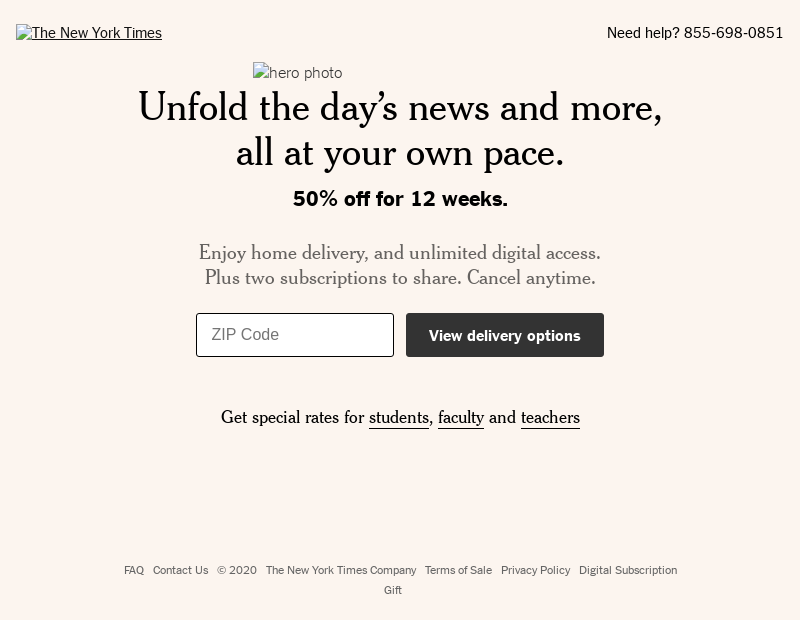 The New York Times
Need help? 855-698-0851
hero photo
Unfold the day’s news and more,
all at your own pace.
50% off for 12 weeks.
Enjoy home delivery, and unlimited digital access.
Plus two subscriptions to share. Cancel anytime.
ZIP Code
View delivery options
Get special rates for students, faculty and teachers
FAQ Contact Us © 2020 The New York Times Company Terms of Sale Privacy Policy Digital Subscription
Gift